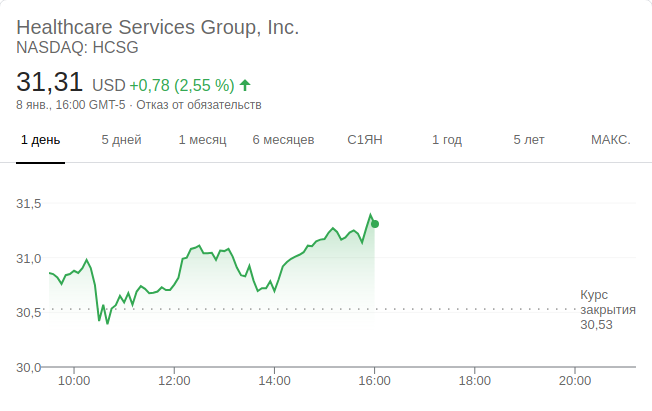 Healthcare Services Group, Inc.
NASDAQ: HCSG
31,31 USD +0,78 (2,55 %)
8 янв., 16:00 GMT-5 · Отказ от обязательств
1 день 5 дней 1 месяц 6 месяцев С1ЯН 1 год 5 лет МАКС.
31,5
31,0
30,5
30,0
Курс
закрытия
30,53
10:00 12:00 14:00 16:00 18:00 20:00